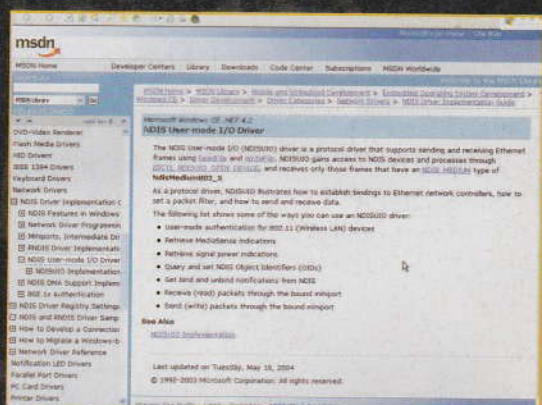 msdn
MSDN Home
Developer Centers Library Downloads Code Center Subscriptions MSDN Worldwide
MSDN Library Go
MSDN Home > MSDN Library > Mobile and Embedded Development > Embedded Operating System Development >
Windows CE > Driver Development > Driver Categories > Network Drivers > NDIS Driver Implementation Guide
Microsoft Windows CE .NET 4.2
NDIS User-mode I/O Driver
The NDIS User-mode I/O (NDISUIO) driver is a protocol driver that supports sending and receiving Ethernet
frames using ReadFile and WriteFile. NDISUIO gains access to NDIS devices and processes through
IOCTL_NDISUIO_OPEN_DEVICE, and receives only those frames that have an NDIS_MEDIUM type of
NdisMedium802_3
As a protocol driver, NDISUIO illustrates how to establish bindings to Ethernet network controllers, how to
set a packet filter, and how to send and receive data.
The following list shows some of the ways you can use an NDISUIO driver:
• User-mode authentication for 802.11 (Wireless LAN) devices
• Retrieve MediaSense indications
• Retrieve signal power indications
• Query and set NDIS Object Identifiers (OIDs)
• Get bind and unbind notifications from NDIS
• Receive (read) packets through the bound miniport
• Send (write) packets through the bound miniport
See Also
NDISUIO Implementation
Last updated on Tuesday, May 18, 2004
© 1992-2003 Microsoft Corporation. All rights reserved.
DVD-Video Renderer
Flash Media Drivers
HID Drivers
IEEE 1394 Drivers
Keyboard Drivers
Network Drivers
NDIS Driver Implementation G
NDIS Features in Windows
Network Driver Programmin
Miniports, Intermediate Dri
RNDIS Driver Implementati
NDIS User-mode I/O Driver
NDISUIO Implementation
NDIS DMA Support Implem
802.1x Authentication
NDIS Driver Registry Settings
NDIS and RNDIS Driver Samp
How to Develop a Connection
How to Migrate a Windows-b
Network Driver Reference
Notification LED Drivers
Parallel Port Drivers
PC Card Drivers
Printer Drivers